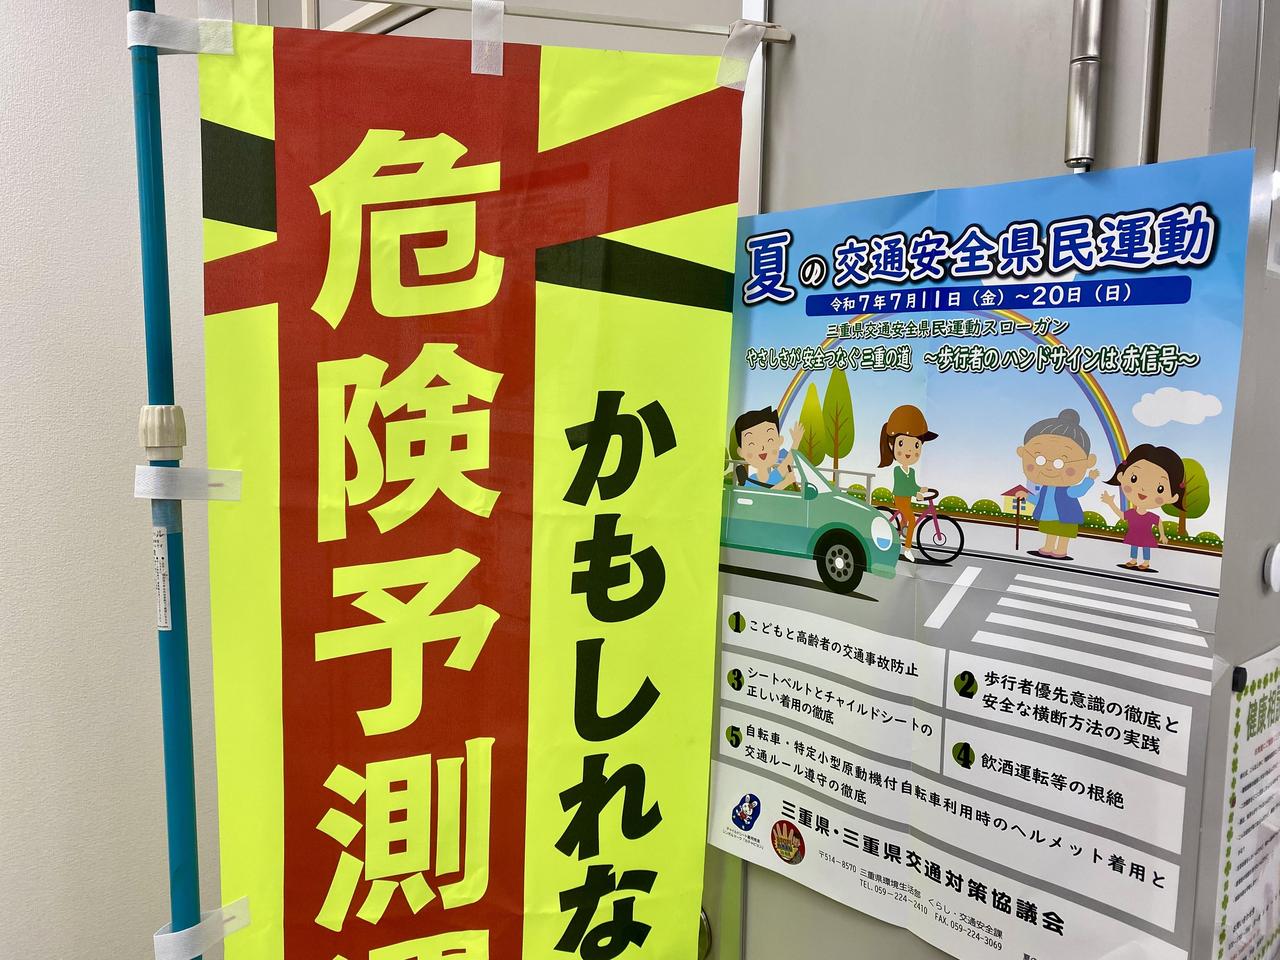 危険予測運
かもしれな
夏の交通安全県民運動
令和7年7月11日(金)~20日(日)
三重県交通安全県民運動スローガン
やさしさが安全つなぐ三重の道 ~歩行者のハンドサインは赤信号~
1 こどもと高齢者の交通事故防止
2 歩行者優先意識の徹底と
安全な横断方法の実践
3 シートベルトとチャイルドシートの
正しい着用の徹底
4 飲酒運転等の根絶
5 自転車・特定小型原動機付自転車利用時のヘルメット着用と
交通ルール遵守の徹底
三重県・三重県交通対策協議会
〒514-8570 三重県環境生活部 くらし・交通安全課
TEL.059-224-2410 FAX.059-224-3069
健康相